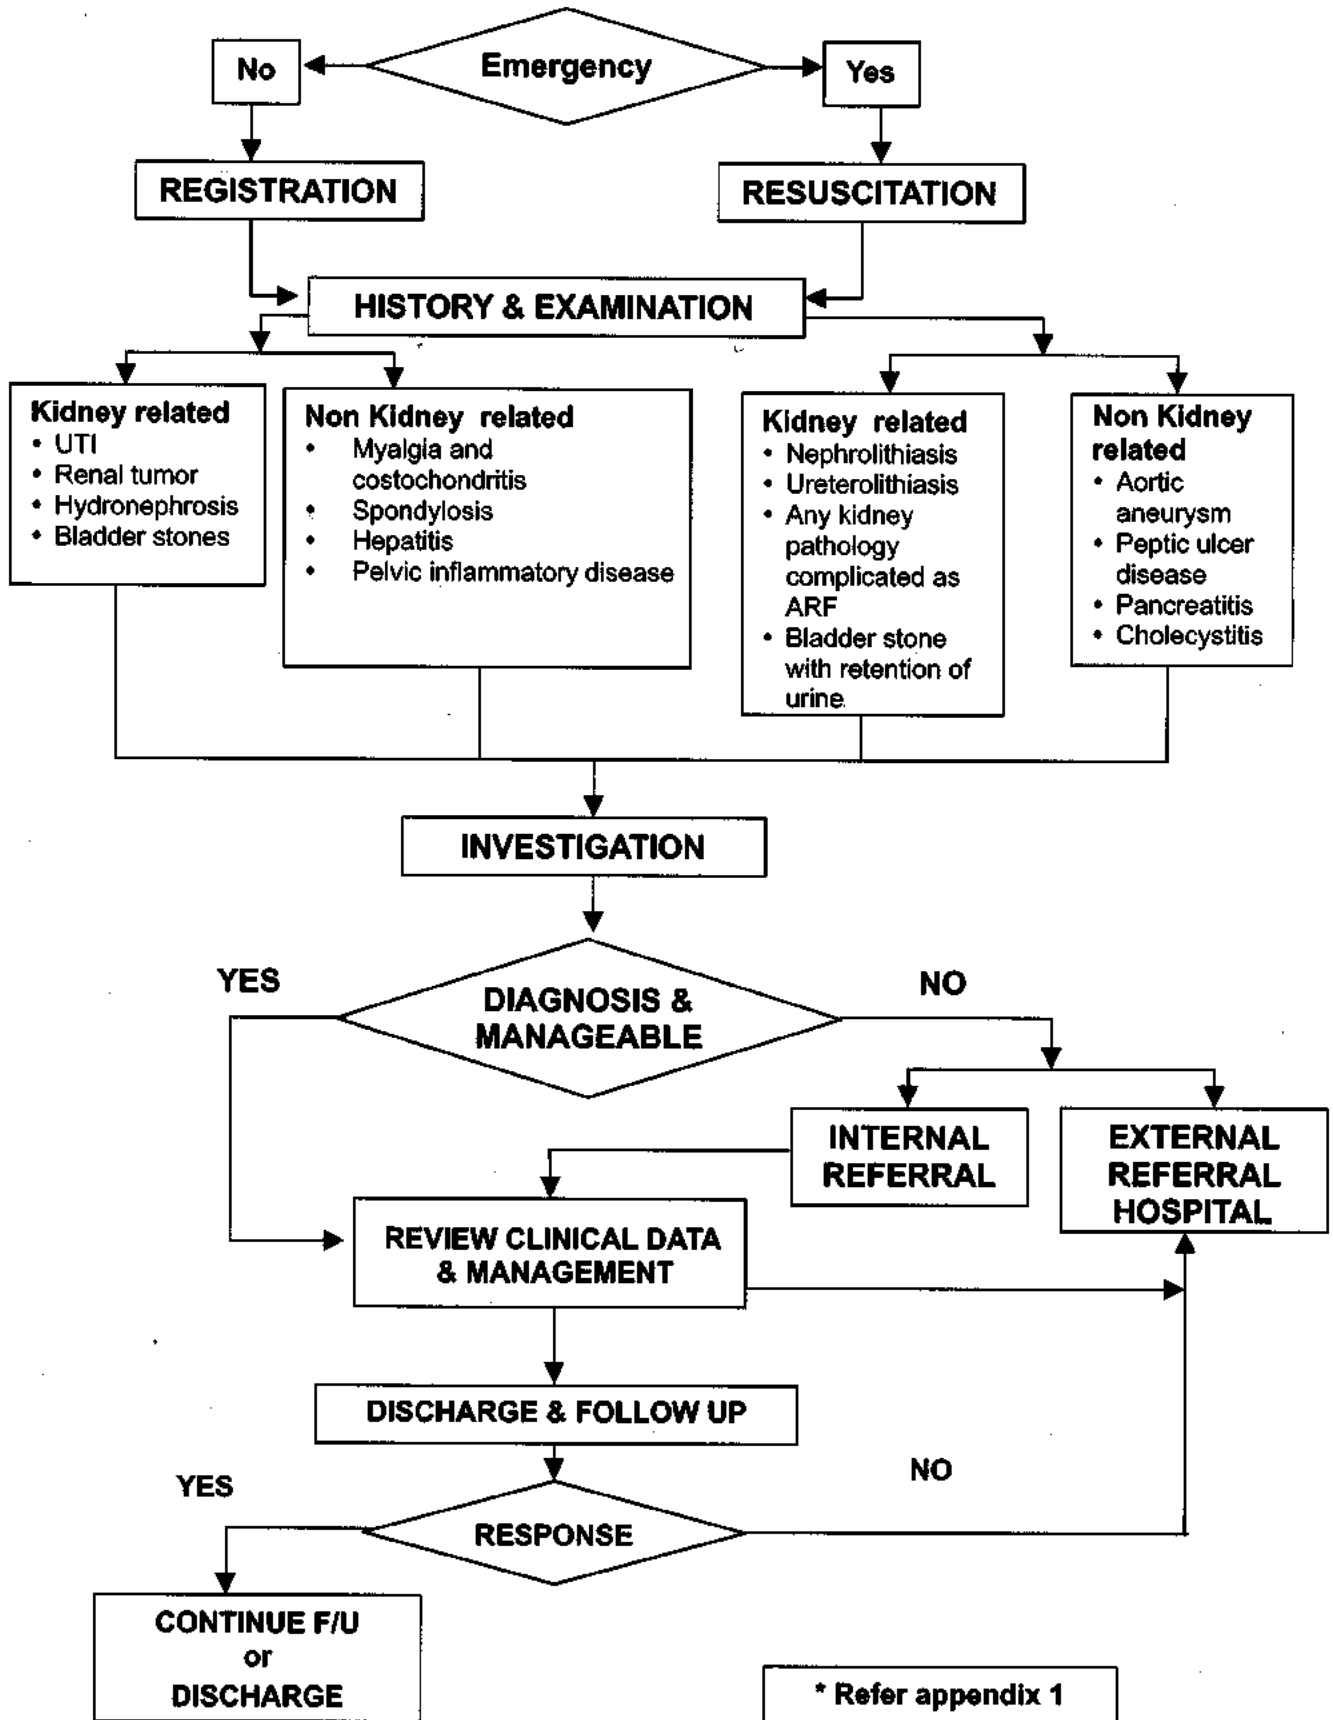 Emergency
No
Yes
REGISTRATION
RESUSCITATION
HISTORY & EXAMINATION
Kidney related
• UTI
• Renal tumor
• Hydronephrosis
• Bladder stones
Non Kidney related
• Myalgia and
costochondritis
• Spondylosis
• Hepatitis
• Pelvic inflammatory disease
Kidney related
• Nephrolithiasis
• Ureterolithiasis
• Any kidney
pathology
complicated as
ARF
• Bladder stone
with retention of
urine
Non Kidney
related
• Aortic
aneurysm
• Peptic ulcer
disease
• Pancreatitis
• Cholecystitis
INVESTIGATION
YES
DIAGNOSIS &
MANAGEABLE
NO
INTERNAL
REFERRAL
EXTERNAL
REFERRAL
HOSPITAL
REVIEW CLINICAL DATA
& MANAGEMENT
DISCHARGE & FOLLOW UP
YES
NO
RESPONSE
CONTINUE F/U
or
DISCHARGE
* Refer appendix 1